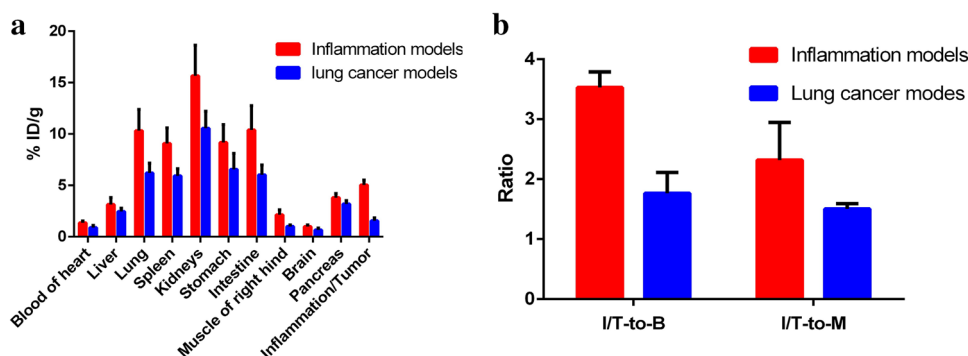 a
20
15
10
5
0
% ID/g
Inflammation models
lung cancer models
Blood of heart
Liver
Lung
Spleen
Kidneys
Stomach
Intestine
Muscle of right hind
Brain
Pancreas
Inflammation/Tumor
b
4
3
2
1
0
Ratio
Inflammation models
Lung cancer modes
I/T-to-B
I/T-to-M